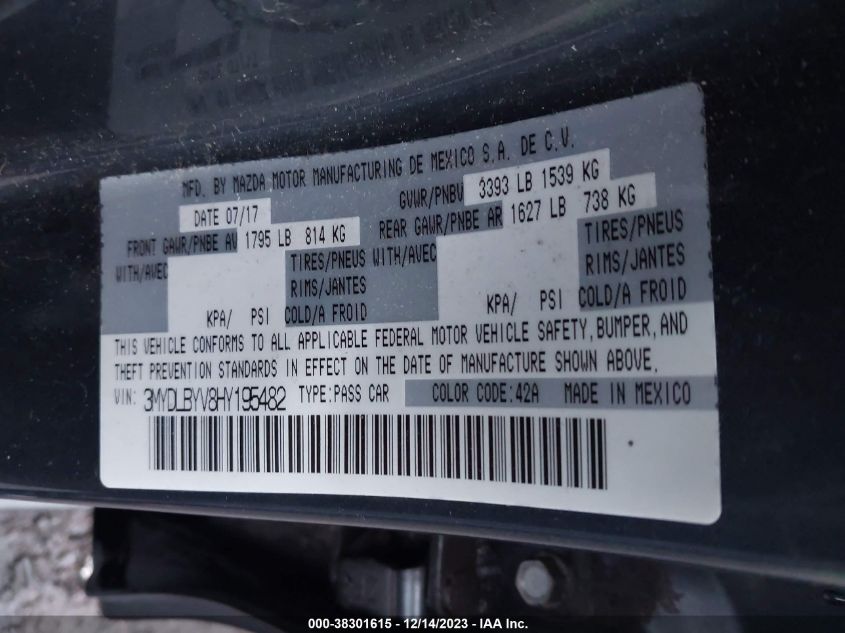 MFD. BY MAZDA MOTOR MANUFACTURING DE MEXICO S.A. DE C.V.
DATE 07/17 GVWR/PNBV 3393 LB 1539 KG
FRONT GAWR/PNBE AV 1795 LB 814 KG REAR GAWR/PNBE AR 1627 LB 738 KG
WITH/AVEC TIRES/PNEUS WITH/AVEC TIRES/PNEUS
RIMS/JANTES RIMS/JANTES
KPA/ PSI COLD/A FROID KPA/ PSI COLD/A FROID
THIS VEHICLE CONFORMS TO ALL APPLICABLE FEDERAL MOTOR VEHICLE SAFETY, BUMPER, AND
THEFT PREVENTION STANDARDS IN EFFECT ON THE DATE OF MANUFACTURE SHOWN ABOVE.
VIN: 3MYDLBYV8HY195482 TYPE:PASS CAR COLOR CODE:42A MADE IN MEXICO
000-38301615 - 12/14/2023 - IAA Inc.